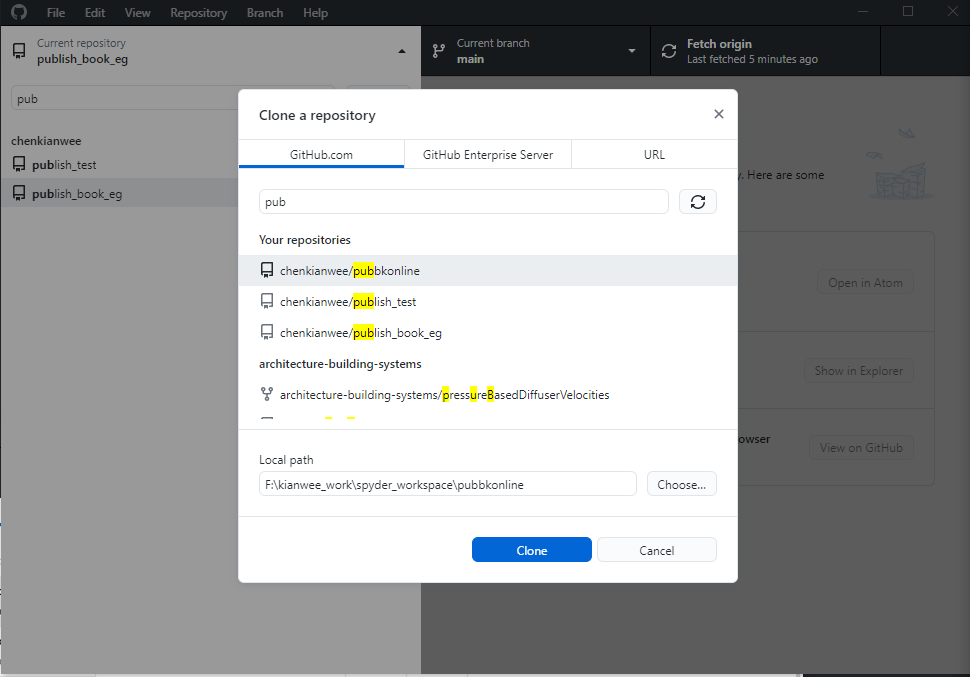 File Edit View Repository Branch Help
Current repository
publish_book_eg
Current branch
main
Fetch origin
Last fetched 5 minutes ago
pub
chenkianwee
publish_test
publish_book_eg
Clone a repository
GitHub.com GitHub Enterprise Server URL
pub
Your repositories
chenkianwee/pubbkonline
chenkianwee/publish_test
chenkianwee/publish_book_eg
architecture-building-systems
architecture-building-systems/pressureBasedDiffuserVelocities
Local path
F:\kianwee_work\spyder_workspace\pubbkonline
Choose...
Clone Cancel
y. Here are some
Open in Atom
Show in Explorer
owser
View on GitHub